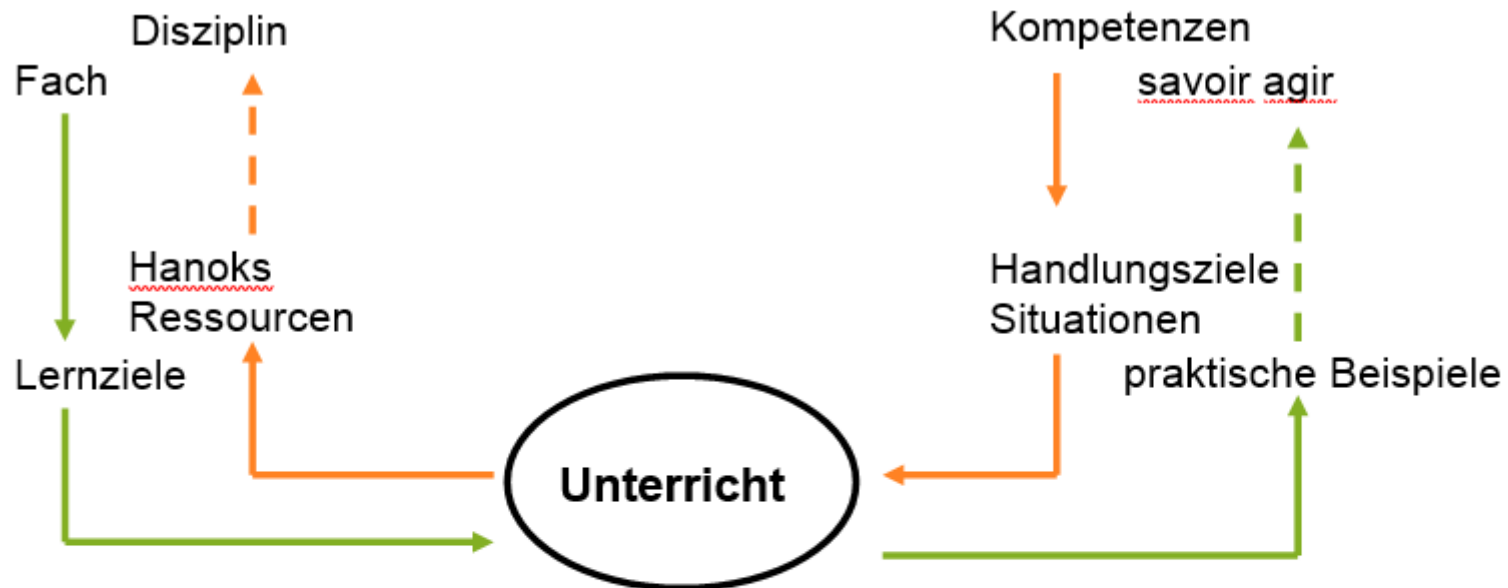 Disziplin
Fach
Hanoks
Ressourcen
Lernziele
Unterricht
Kompetenzen
savoir agir
Handlungsziele
Situationen
praktische Beispiele